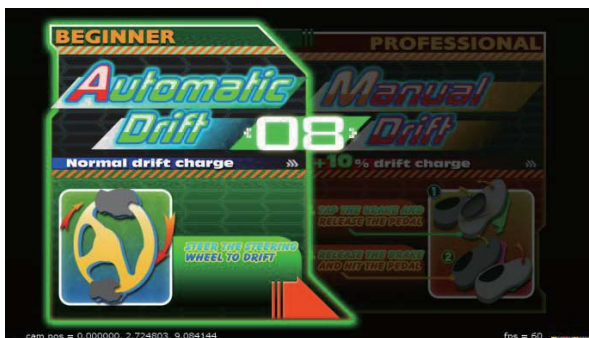 BEGINNER
Automatic
Drift
Normal drift charge
STEER THE STEERING
WHEEL TO DRIFT
08
PROFESSIONAL
Manual
Drift
+10% drift charge
1
TAP THE BRAKE AND
RELEASE THE PEDAL
2
RELEASE THE BRAKE
AND HIT THE PEDAL
cam pos = 0.000000, 2.724803, 9.084144
fps = 60